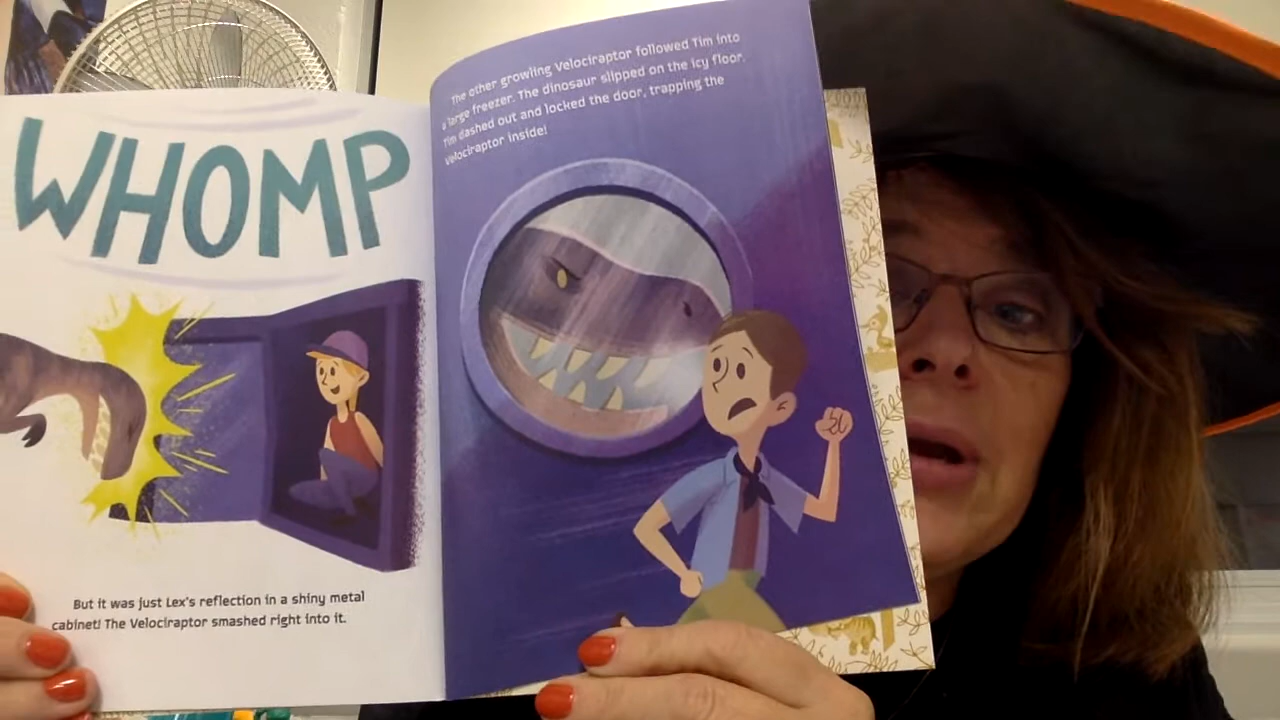 WHOMP
But it was just Lex's reflection in a shiny metal
cabinet! The Velociraptor smashed right into it.
The other growling Velociraptor followed Tim into
a large freezer. The dinosaur slipped on the icy floor.
Tim dashed out and locked the door, trapping the
Velociraptor inside!